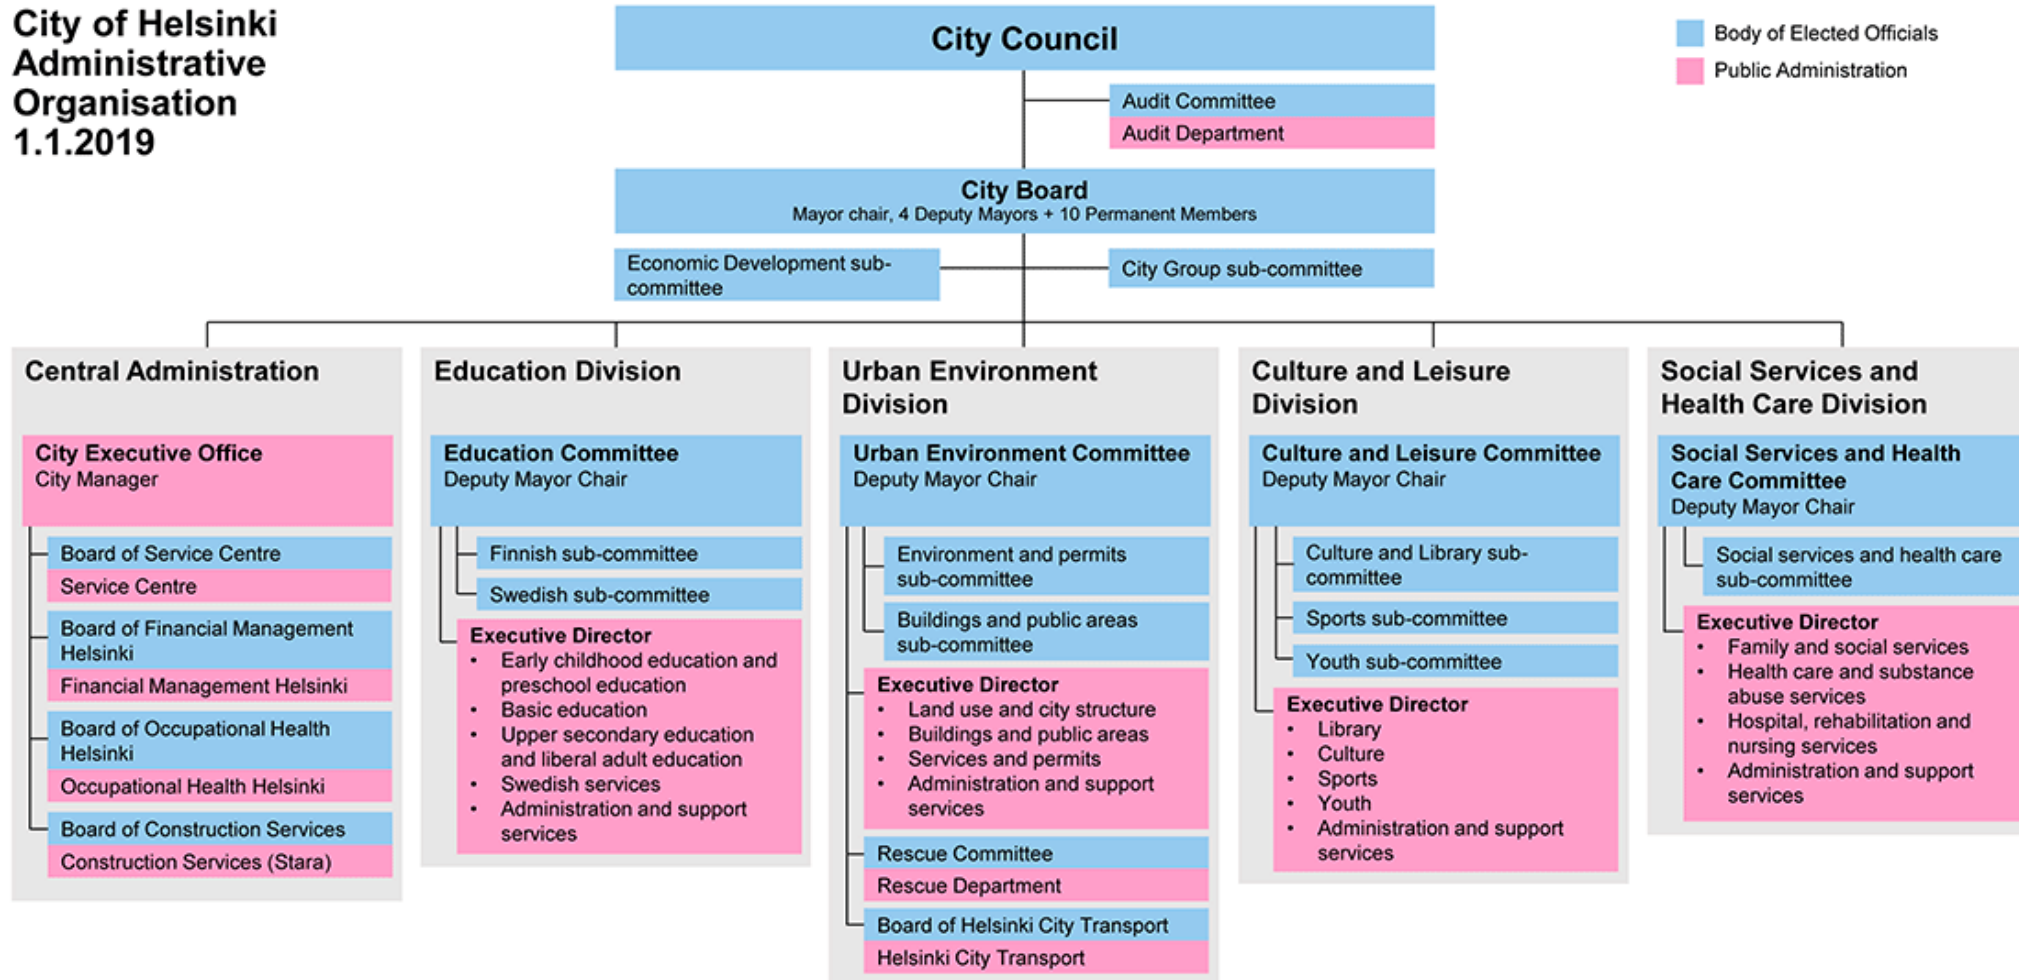 City of Helsinki
Administrative
Organisation
1.1.2019
City Council
Body of Elected Officials
Public Administration
Audit Committee
Audit Department
City Board
Mayor chair, 4 Deputy Mayors + 10 Permanent Members
Economic Development sub-
committee
City Group sub-committee
Central Administration
City Executive Office
City Manager
Board of Service Centre
Service Centre
Board of Financial Management
Helsinki
Financial Management Helsinki
Board of Occupational Health
Helsinki
Occupational Health Helsinki
Board of Construction Services
Construction Services (Stara)
Education Division
Education Committee
Deputy Mayor Chair
Finnish sub-committee
Swedish sub-committee
Executive Director
• Early childhood education and
preschool education
• Basic education
• Upper secondary education
and liberal adult education
• Swedish services
• Administration and support
services
Urban Environment
Division
Urban Environment Committee
Deputy Mayor Chair
Environment and permits
sub-committee
Buildings and public areas
sub-committee
Executive Director
• Land use and city structure
• Buildings and public areas
• Services and permits
• Administration and support
services
Rescue Committee
Rescue Department
Board of Helsinki City Transport
Helsinki City Transport
Culture and Leisure
Division
Culture and Leisure Committee
Deputy Mayor Chair
Culture and Library sub-
committee
Sports sub-committee
Youth sub-committee
Executive Director
• Library
• Culture
• Sports
• Youth
• Administration and support
services
Social Services and
Health Care Division
Social Services and Health
Care Committee
Deputy Mayor Chair
Social services and health care
sub-committee
Executive Director
• Family and social services
• Health care and substance
abuse services
• Hospital, rehabilitation and
nursing services
• Administration and support
services